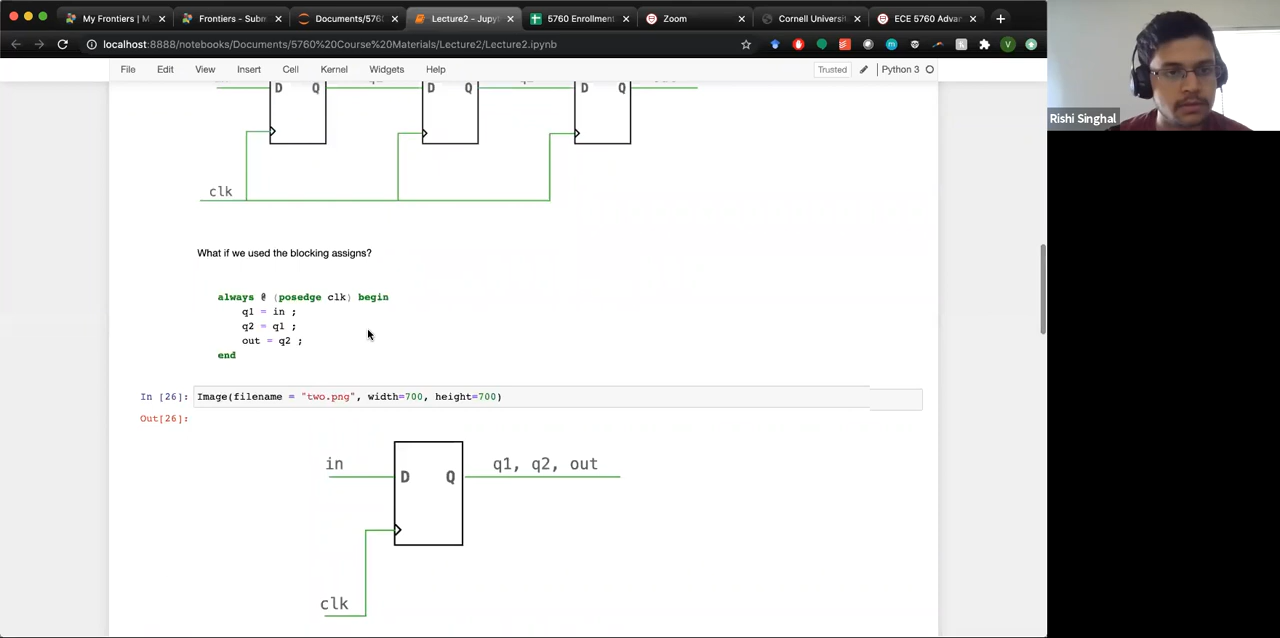 My Frontiers | M
Frontiers - Subm
Documents/5760
Lecture2 - Jupyt
5760 Enrollment
Zoom
Cornell Universit
ECE 5760 Advan
localhost:8888/notebooks/Documents/5760%20Course%20Materials/Lecture2/Lecture2.ipynb
V
File Edit View Insert Cell Kernel Widgets Help
Trusted
Python 3
D Q D Q D Q
clk
What if we used the blocking assigns?
always @ (posedge clk) begin
q1 = in ;
q2 = q1 ;
out = q2 ;
end
In [26]: Image(filename = "two.png", width=700, height=700)
Out[26]:
in
q1, q2, out
D Q
clk
Rishi Singhal